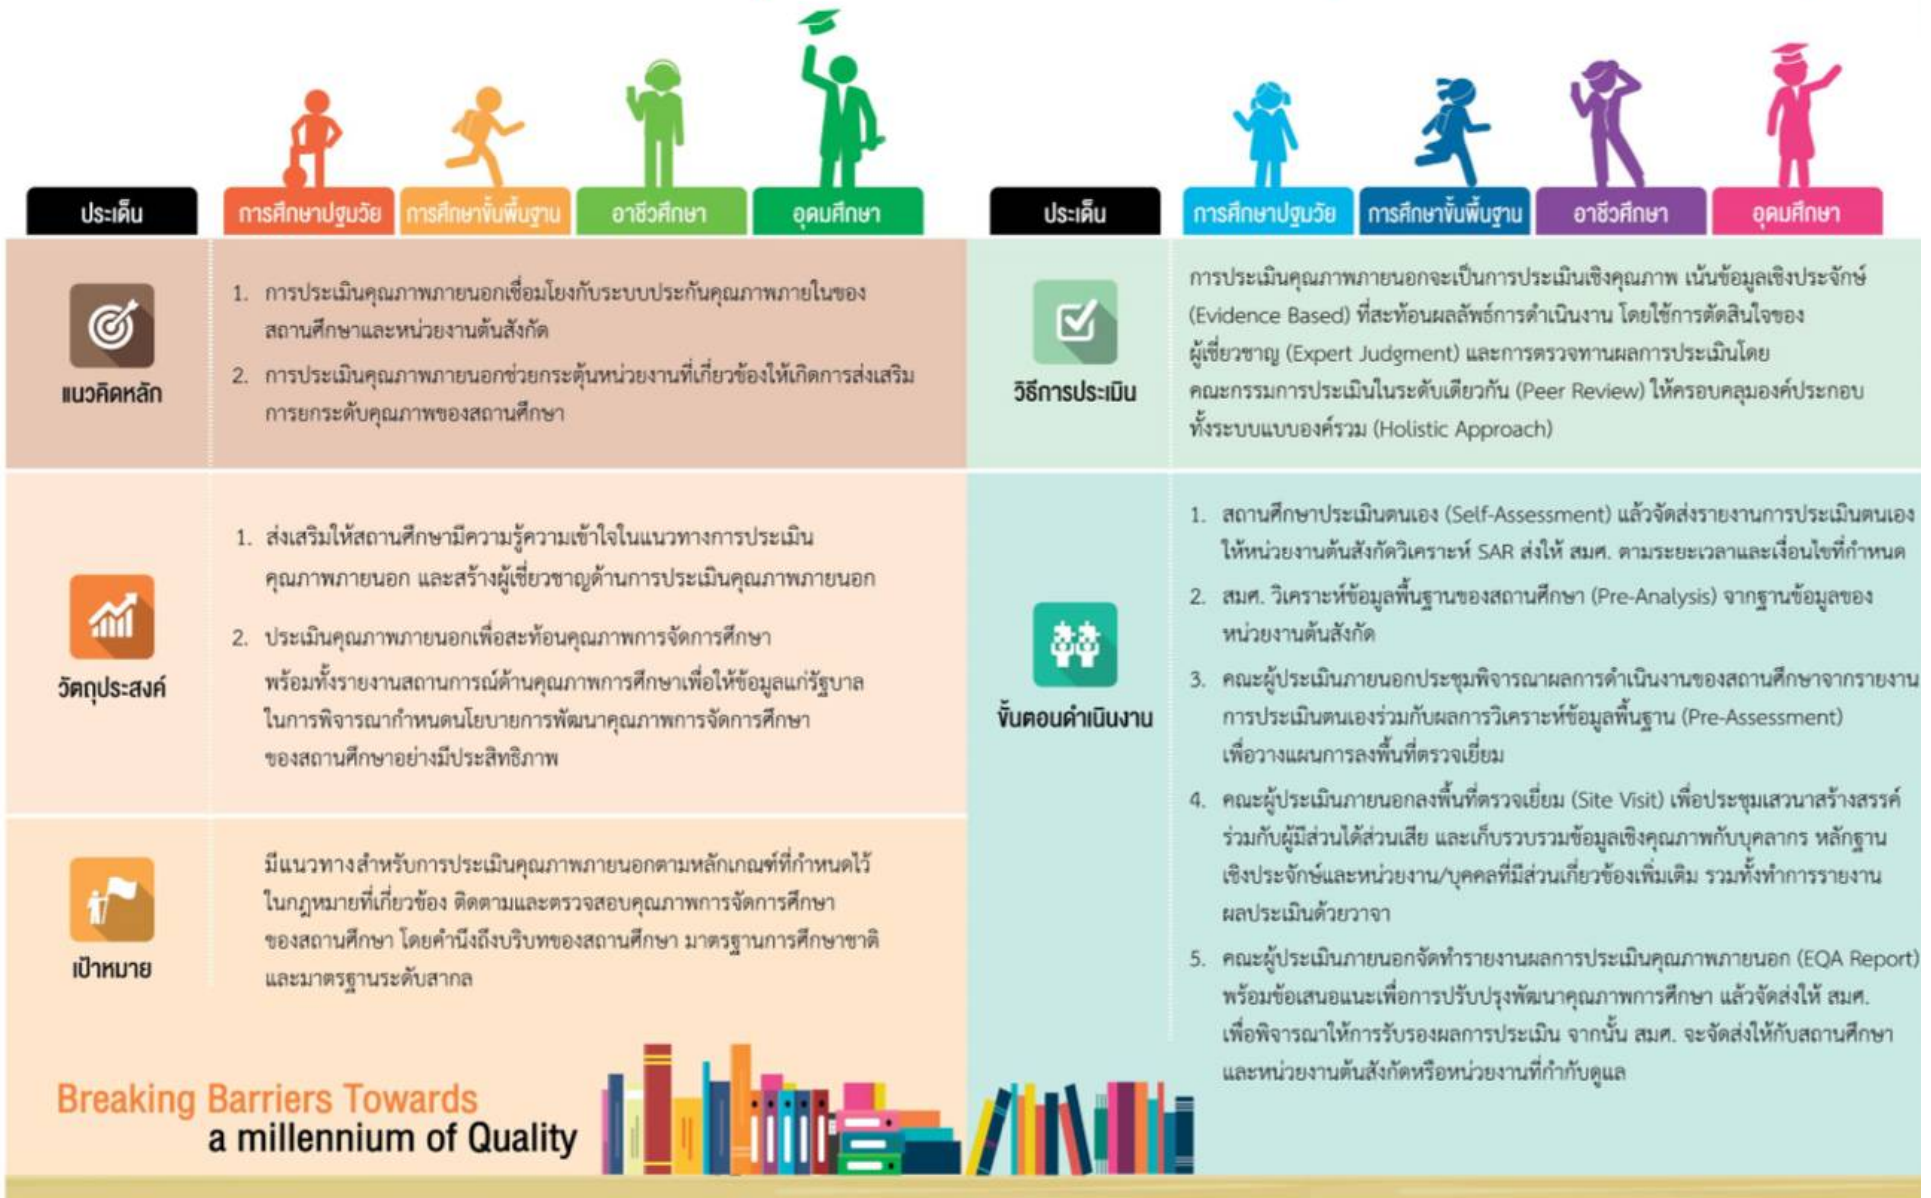 ประเด็น
การศึกษาปฐมวัย
การศึกษาขั้นพื้นฐาน
อาชีวศึกษา
อุดมศึกษา
แนวคิดหลัก
1. การประเมินคุณภาพภายนอกเชื่อมโยงกับระบบประกันคุณภาพภายในของ
สถานศึกษาและหน่วยงานต้นสังกัด
2. การประเมินคุณภาพภายนอกช่วยกระตุ้นหน่วยงานที่เกี่ยวข้องให้เกิดการส่งเสริม
การยกระดับคุณภาพของสถานศึกษา
วัตถุประสงค์
1. ส่งเสริมให้สถานศึกษามีความรู้ความเข้าใจในแนวทางการประเมิน
คุณภาพภายนอก และสร้างผู้เชี่ยวชาญด้านการประเมินคุณภาพภายนอก
2. ประเมินคุณภาพภายนอกเพื่อสะท้อนคุณภาพการจัดการศึกษา
พร้อมทั้งรายงานสถานการณ์ด้านคุณภาพการศึกษาเพื่อให้ข้อมูลแก่รัฐบาล
ในการพิจารณากำหนดนโยบายการพัฒนาคุณภาพการจัดการศึกษา
ของสถานศึกษาอย่างมีประสิทธิภาพ
เป้าหมาย
มีแนวทางสำหรับการประเมินคุณภาพภายนอกตามหลักเกณฑ์ที่กำหนดไว้
ในกฎหมายที่เกี่ยวข้อง ติดตามและตรวจสอบคุณภาพการจัดการศึกษา
ของสถานศึกษา โดยคำนึงถึงบริบทของสถานศึกษา มาตรฐานการศึกษาชาติ
และมาตรฐานระดับสากล
Breaking Barriers Towards
a millennium of Quality
ประเด็น
การศึกษาปฐมวัย
การศึกษาขั้นพื้นฐาน
อาชีวศึกษา
อุดมศึกษา
วิธีการประเมิน
การประเมินคุณภาพภายนอกจะเป็นการประเมินเชิงคุณภาพ เน้นข้อมูลเชิงประจักษ์
(Evidence Based) ที่สะท้อนผลลัพธ์การดำเนินงาน โดยใช้การตัดสินใจของ
ผู้เชี่ยวชาญ (Expert Judgment) และการตรวจทานผลการประเมินโดย
คณะกรรมการประเมินในระดับเดียวกัน (Peer Review) ให้ครอบคลุมองค์ประกอบ
ทั้งระบบแบบองค์รวม (Holistic Approach)
ขั้นตอนดำเนินงาน
1. สถานศึกษาประเมินตนเอง (Self-Assessment) แล้วจัดส่งรายงานการประเมินตนเอง
ให้หน่วยงานต้นสังกัดวิเคราะห์ SAR ส่งให้ สมศ. ตามระยะเวลาและเงื่อนไขที่กำหนด
2. สมศ. วิเคราะห์ข้อมูลพื้นฐานของสถานศึกษา (Pre-Analysis) จากฐานข้อมูลของ
หน่วยงานต้นสังกัด
3. คณะผู้ประเมินภายนอกประชุมพิจารณาผลการดำเนินงานของสถานศึกษาจากรายงาน
การประเมินตนเองร่วมกับผลการวิเคราะห์ข้อมูลพื้นฐาน (Pre-Assessment)
เพื่อวางแผนการลงพื้นที่ตรวจเยี่ยม
4. คณะผู้ประเมินภายนอกลงพื้นที่ตรวจเยี่ยม (Site Visit) เพื่อประชุมเสวนาสร้างสรรค์
ร่วมกับผู้มีส่วนได้ส่วนเสีย และเก็บรวบรวมข้อมูลเชิงคุณภาพกับบุคลากร หลักฐาน
เชิงประจักษ์และหน่วยงาน/บุคคลที่มีส่วนเกี่ยวข้องเพิ่มเติม รวมทั้งทำการรายงาน
ผลประเมินด้วยวาจา
5. คณะผู้ประเมินภายนอกจัดทำรายงานผลการประเมินคุณภาพภายนอก (EQA Report)
พร้อมข้อเสนอแนะเพื่อการปรับปรุงพัฒนาคุณภาพการศึกษา แล้วจัดส่งให้ สมศ.
เพื่อพิจารณาให้การรับรองผลการประเมิน จากนั้น สมศ. จะจัดส่งให้กับสถานศึกษา
และหน่วยงานต้นสังกัดหรือหน่วยงานที่กำกับดูแล